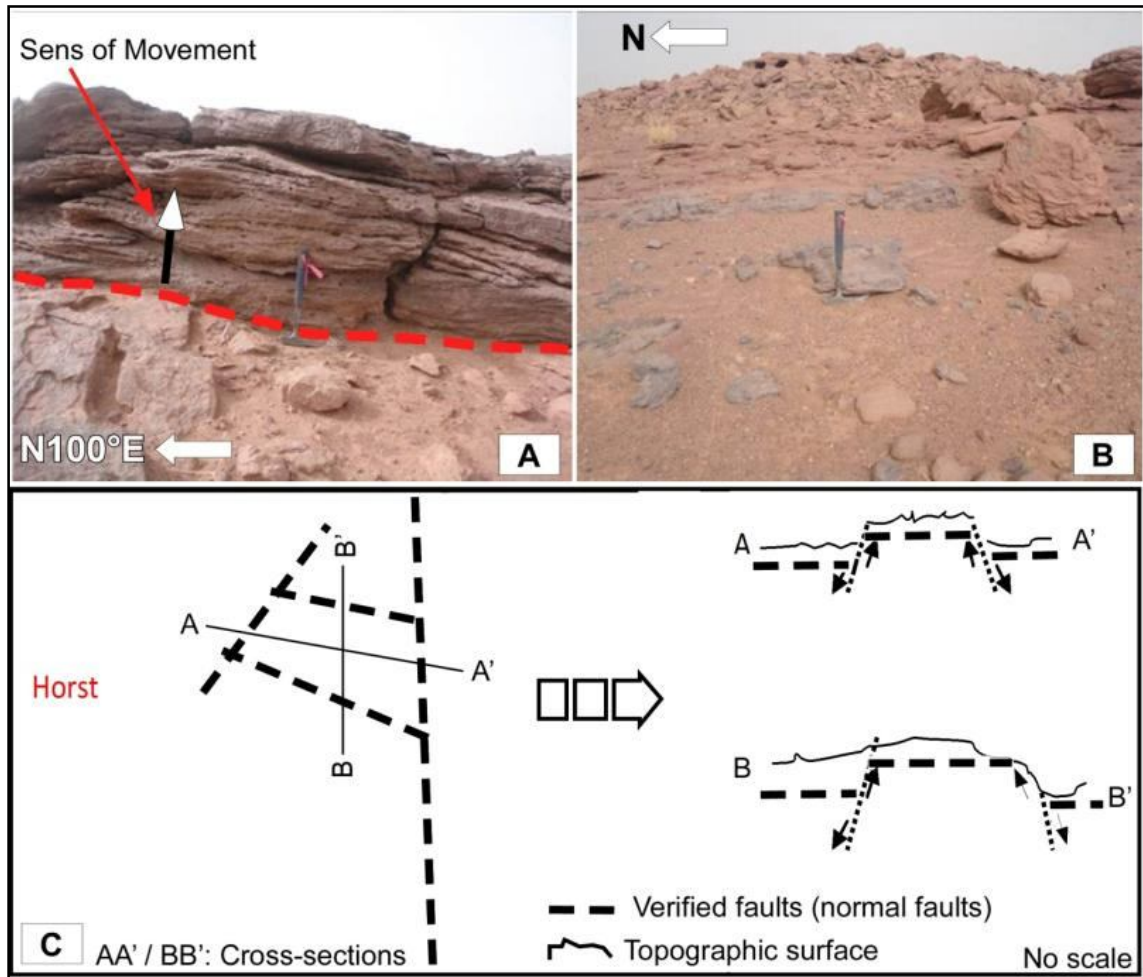 Sens of Movement
N100°E
A
N
B
B'
A
A'
Horst
B
A
A'
B
B'
Verified faults (normal faults)
C
AA' / BB': Cross-sections
Topographic surface
No scale